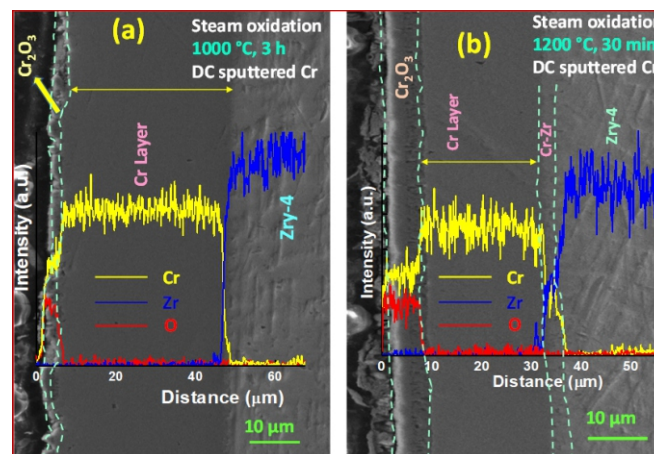 (a)
Steam oxidation
1000 °C, 3 h
DC sputtered Cr
Cr₂O₃
Cr Layer
Zry-4
Intensity (a.u.)
Cr
Zr
O
0 20 40 60
Distance (μm)
10 μm
(b)
Steam oxidation
1200 °C, 30 min
DC sputtered Cr
Cr₂O₃
Cr Layer
Cr-Zr
Zry-4
Intensity (a.u.)
Cr
Zr
O
0 10 20 30 40 50
Distance (μm)
10 μm